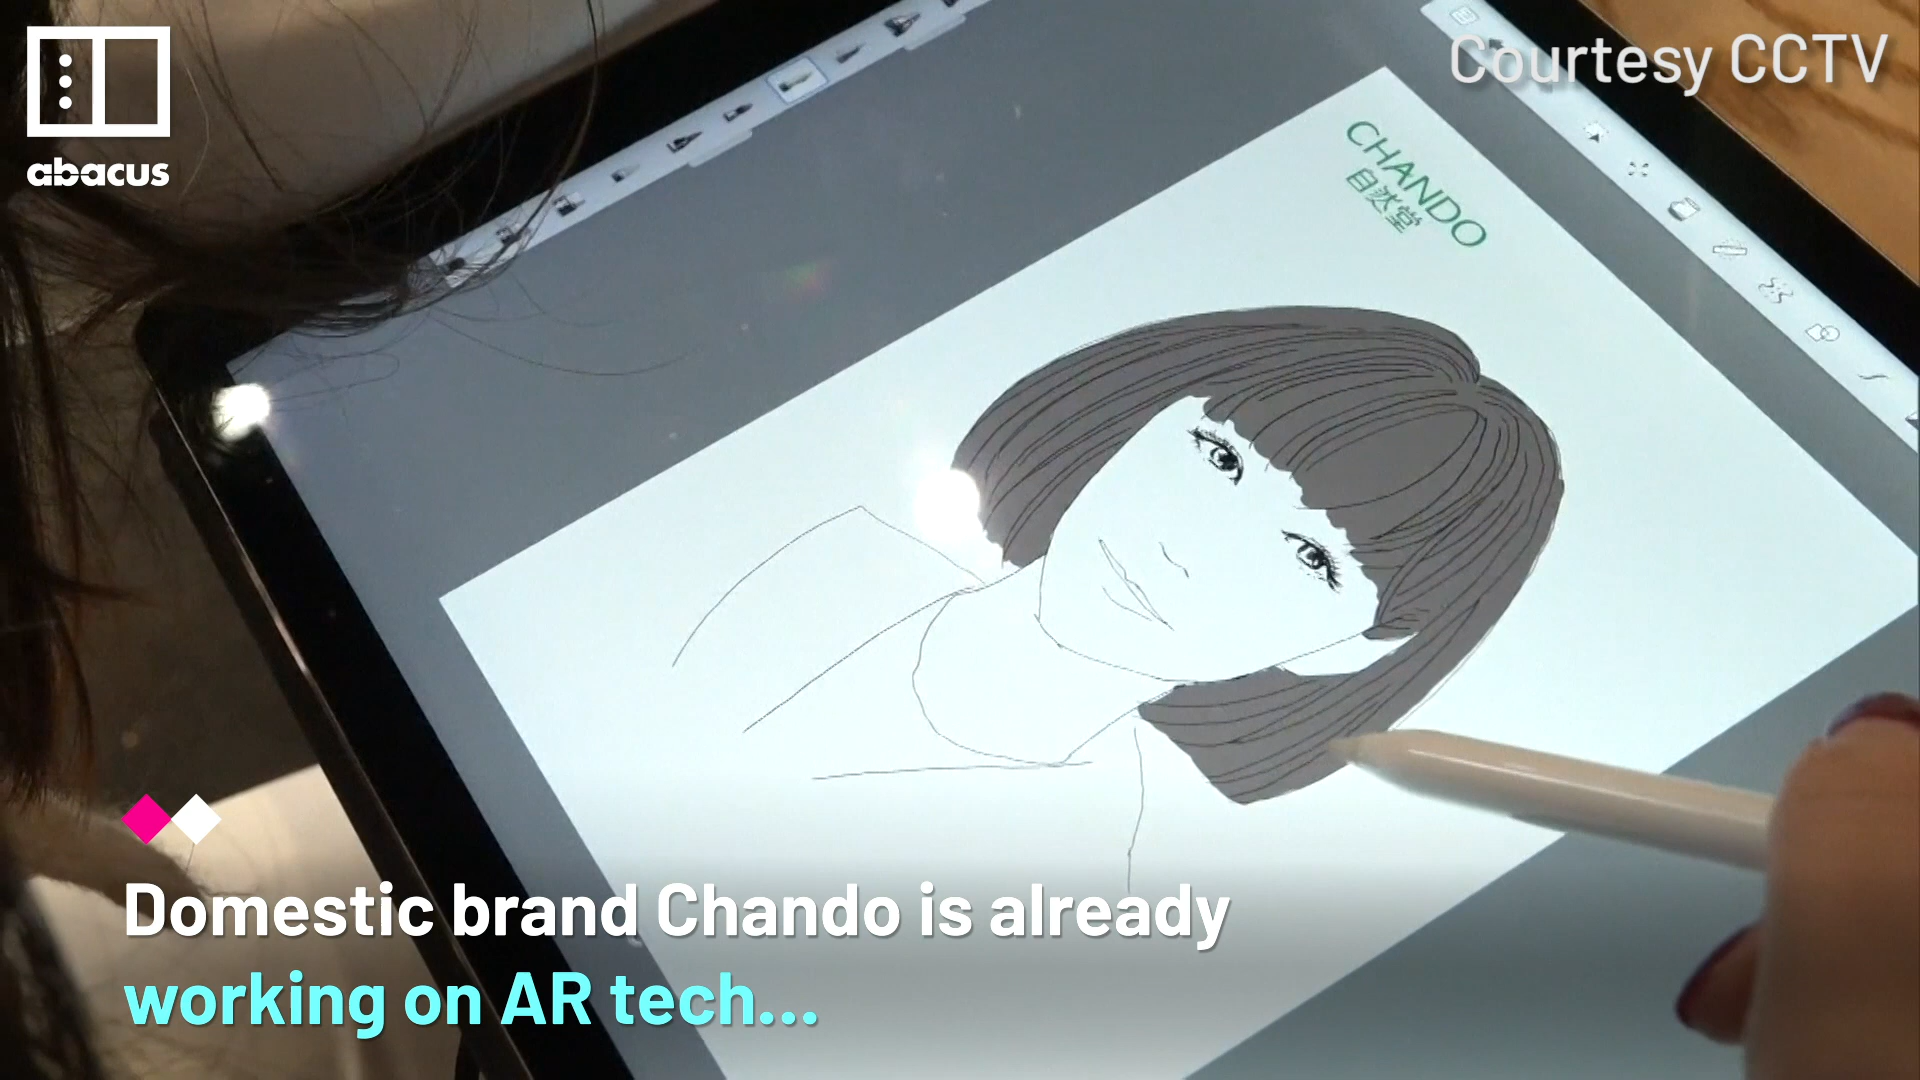 abacus
Courtesy CCTV
CHANDO
自然堂
Domestic brand Chando is already
working on AR tech...